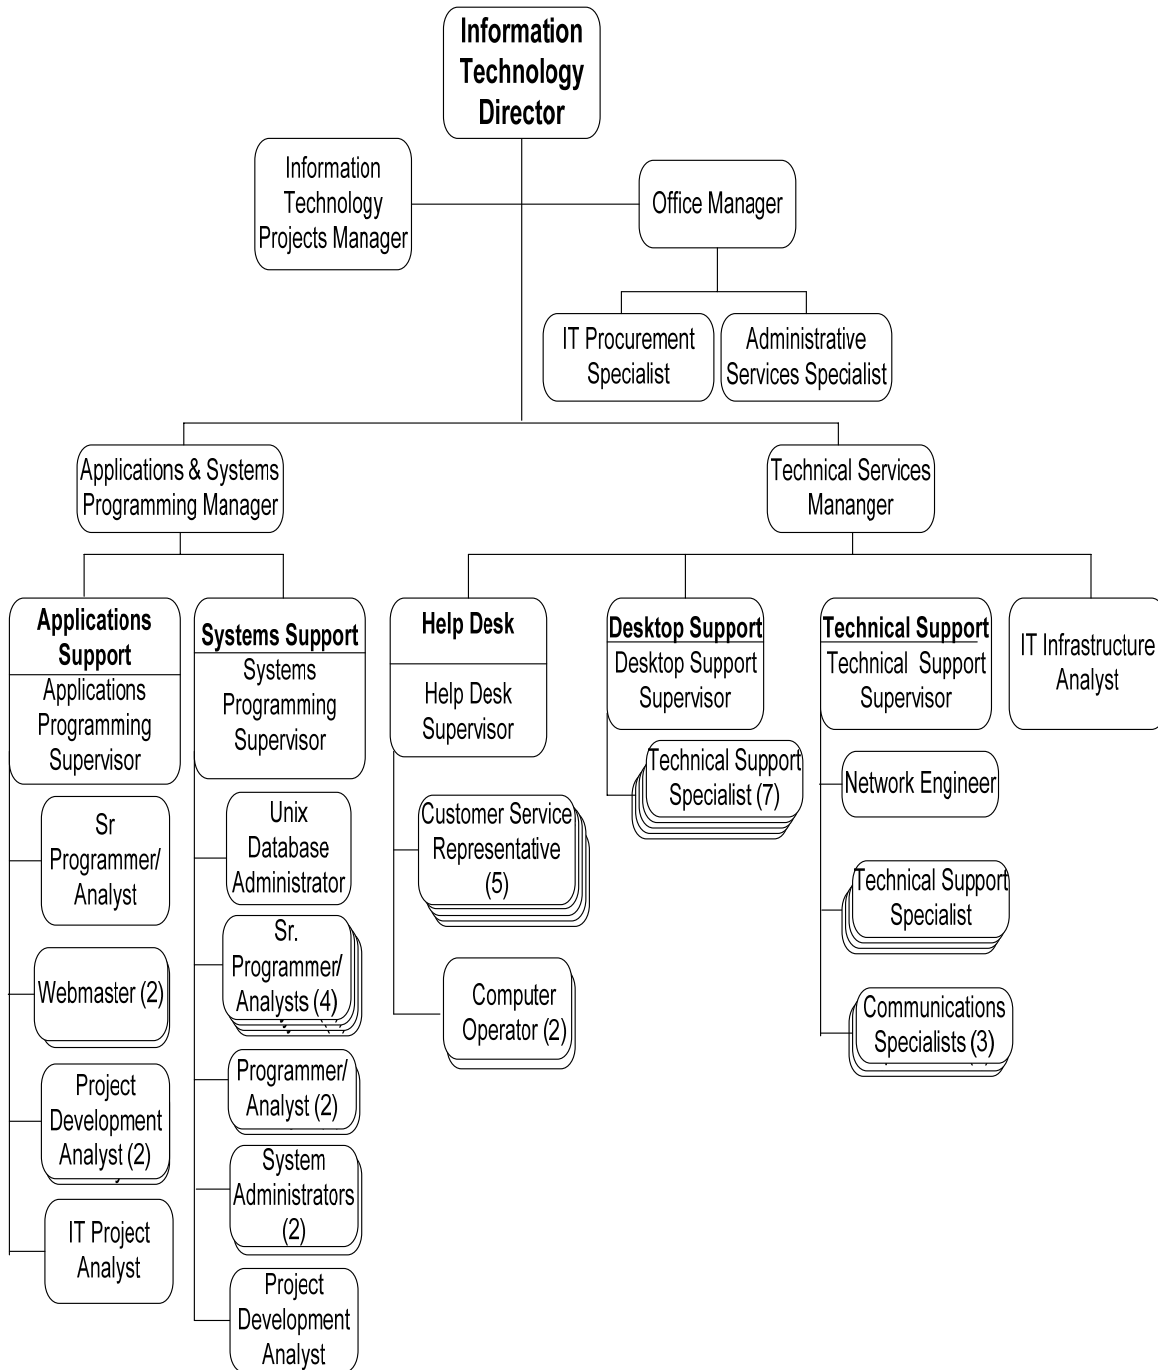 Information
Technology
Director
Information
Technology
Projects Manager
Office Manager
IT Procurement
Specialist
Administrative
Services Specialist
Applications & Systems
Programming Manager
Technical Services
Mananger
Applications
Support
Applications
Programming
Supervisor
Sr
Programmer/
Analyst
Webmaster (2)
Project
Development
Analyst (2)
IT Project
Analyst
Systems Support
Systems
Programming
Supervisor
Unix
Database
Administrator
Sr.
Programmer/
Analysts (4)
Programmer/
Analyst (2)
System
Administrators
(2)
Project
Development
Analyst
Help Desk
Help Desk
Supervisor
Customer Service
Representative
(5)
Computer
Operator (2)
Desktop Support
Desktop Support
Supervisor
Technical Support
Specialist (7)
Technical Support
Technical Support
Supervisor
Network Engineer
Technical Support
Specialist
Communications
Specialists (3)
IT Infrastructure
Analyst